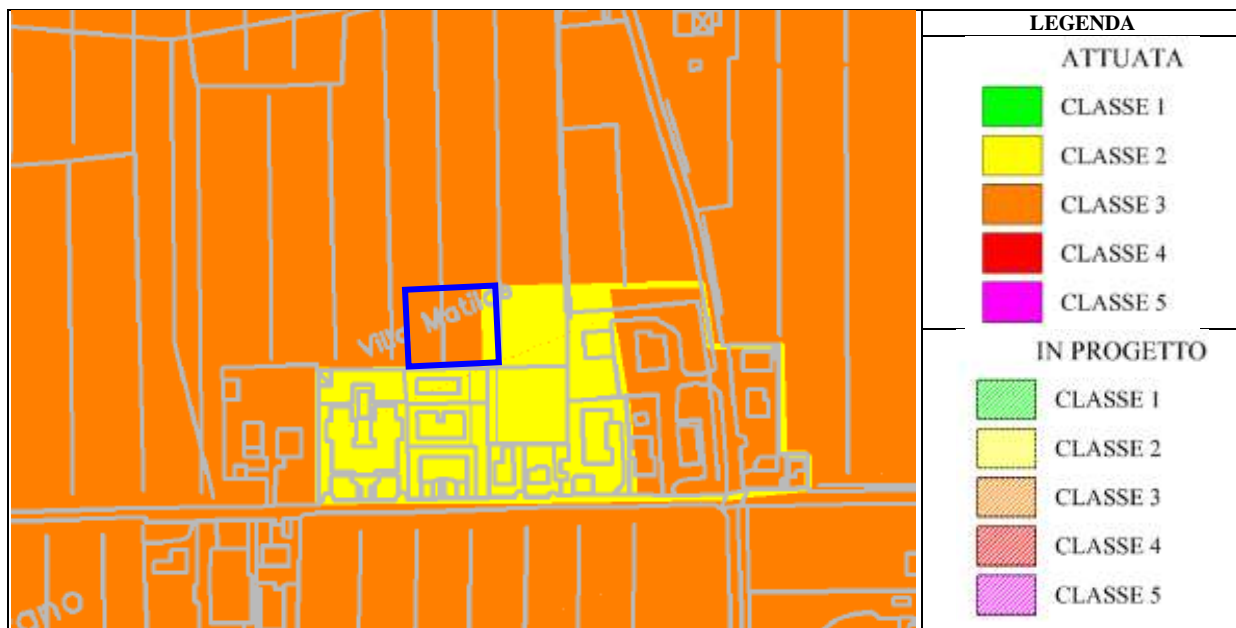 Villa Matilde
ano
LEGENDA
ATTUATA
CLASSE 1
CLASSE 2
CLASSE 3
CLASSE 4
CLASSE 5
IN PROGETTO
CLASSE 1
CLASSE 2
CLASSE 3
CLASSE 4
CLASSE 5